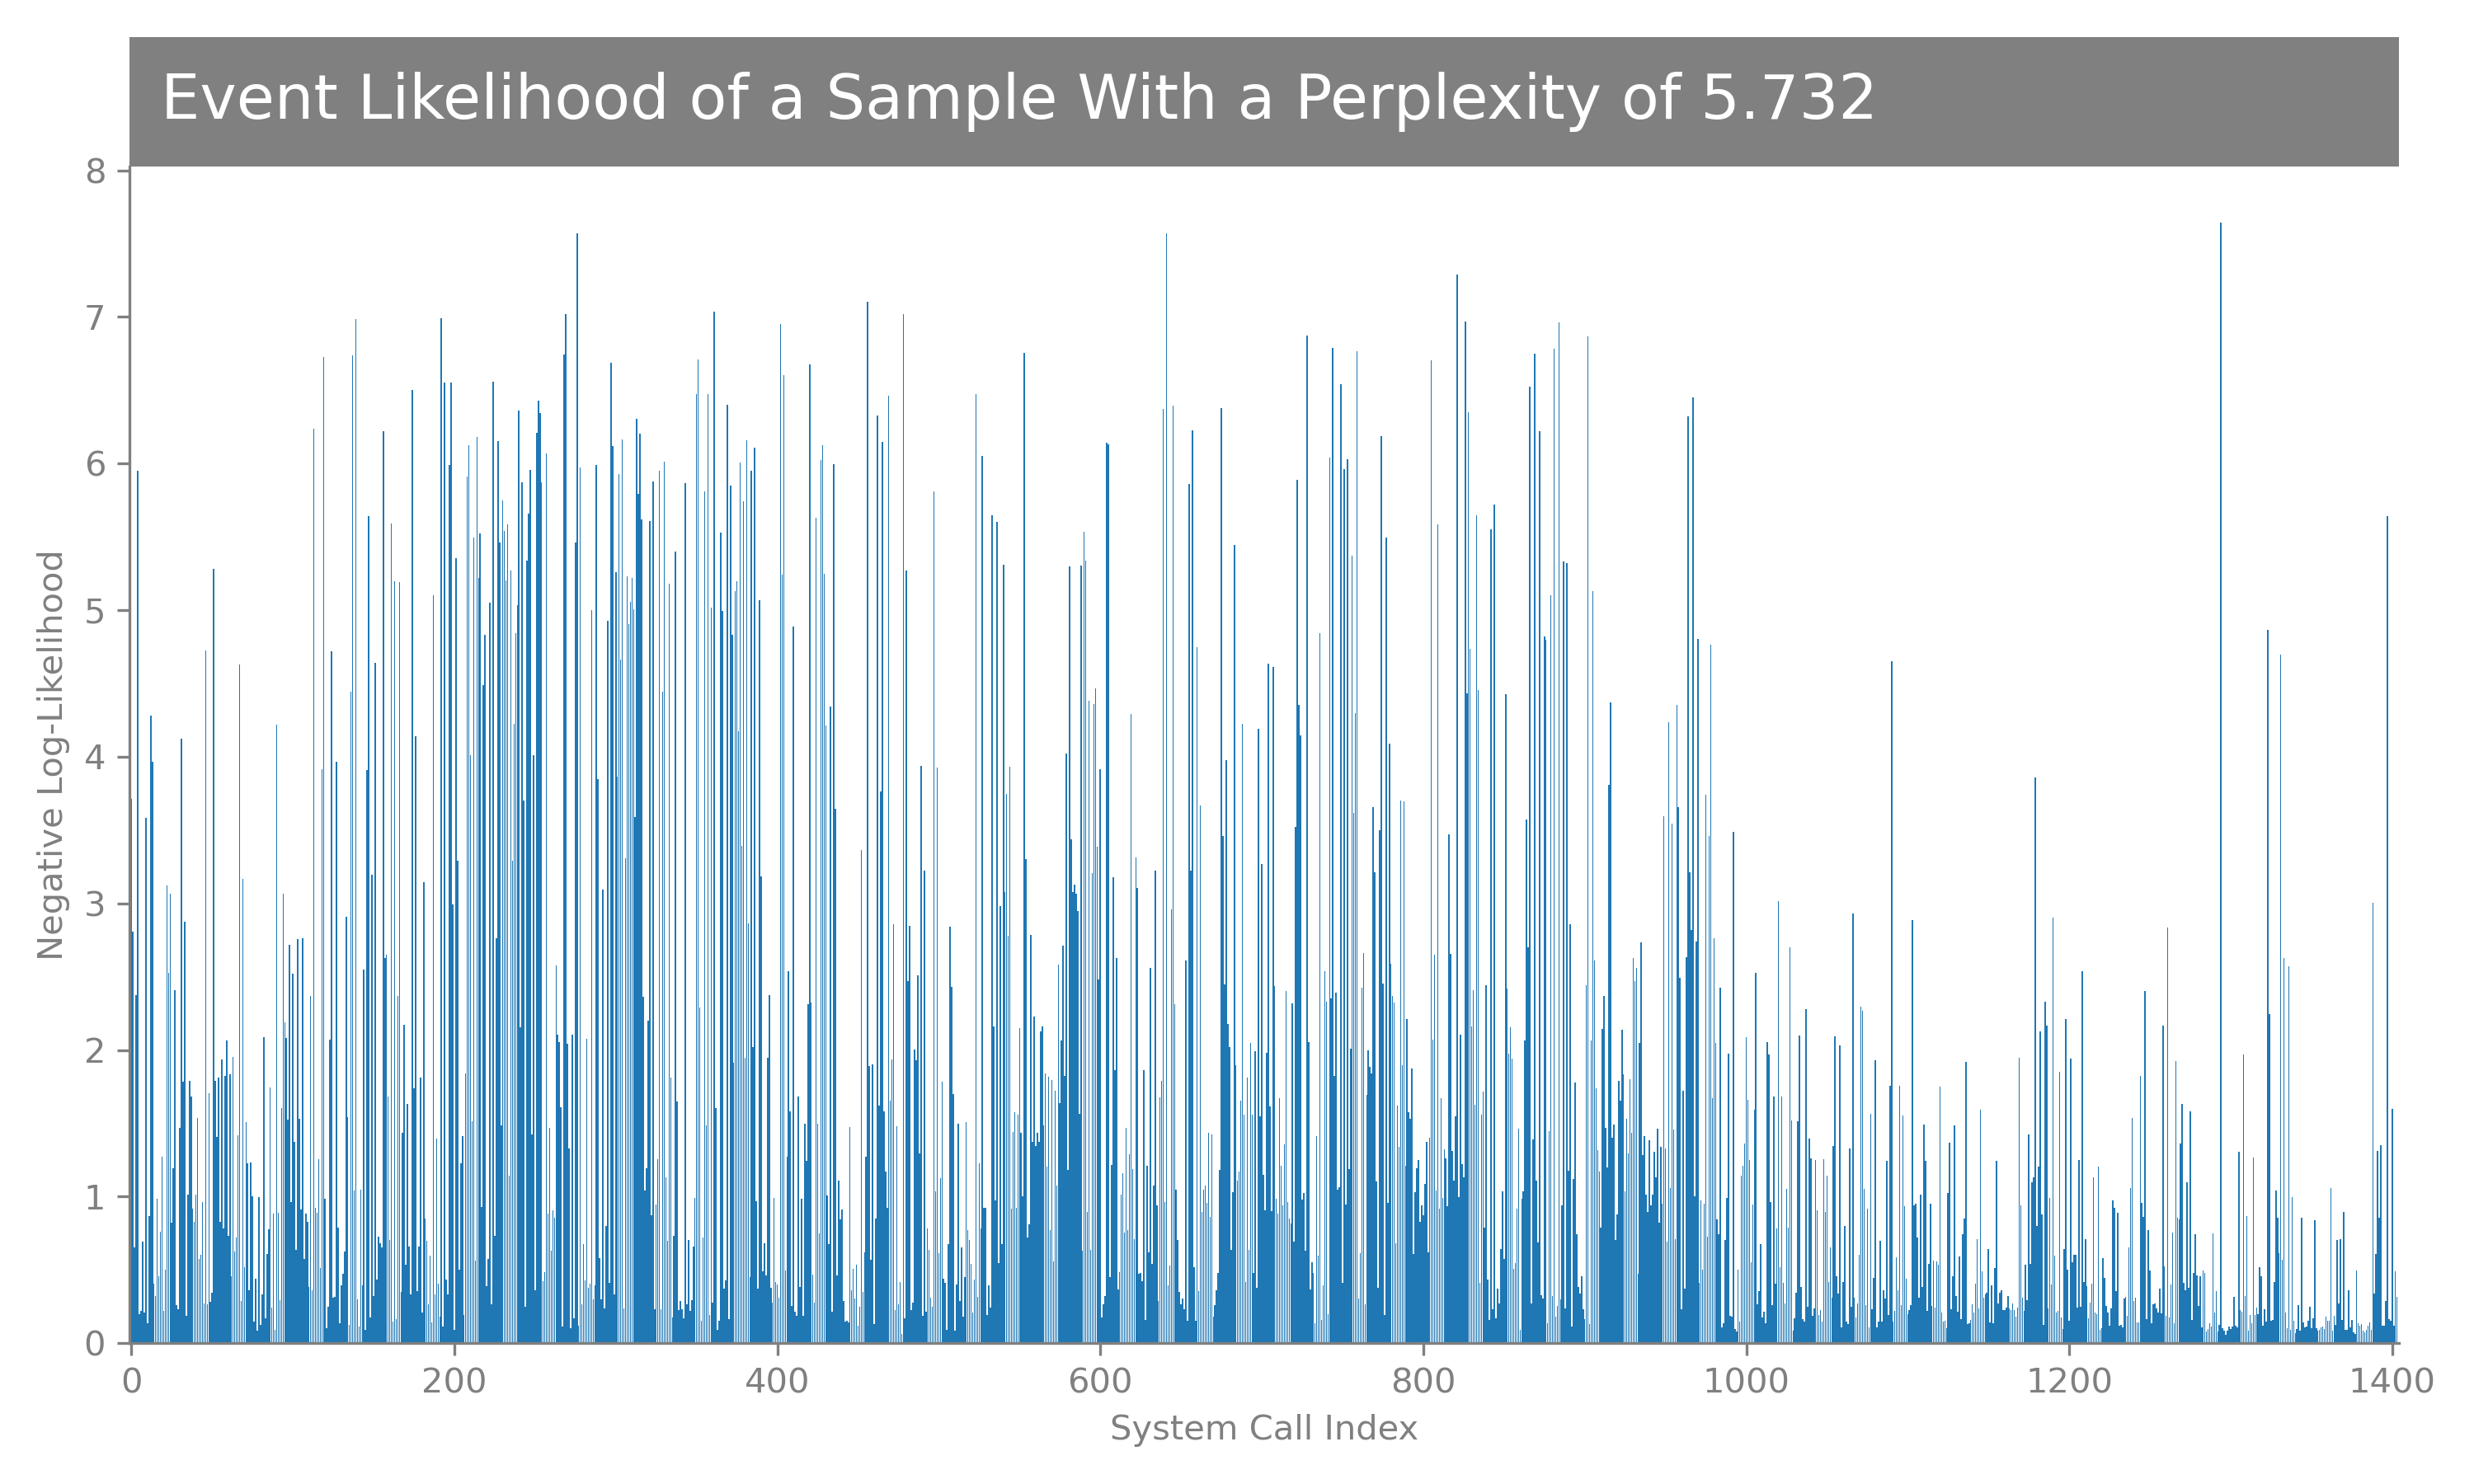 Event Likelihood of a Sample With a Perplexity of 5.732
8
7
6
5
4
3
2
1
0
Negative Log-Likelihood
0 200 400 600 800 1000 1200 1400
System Call Index